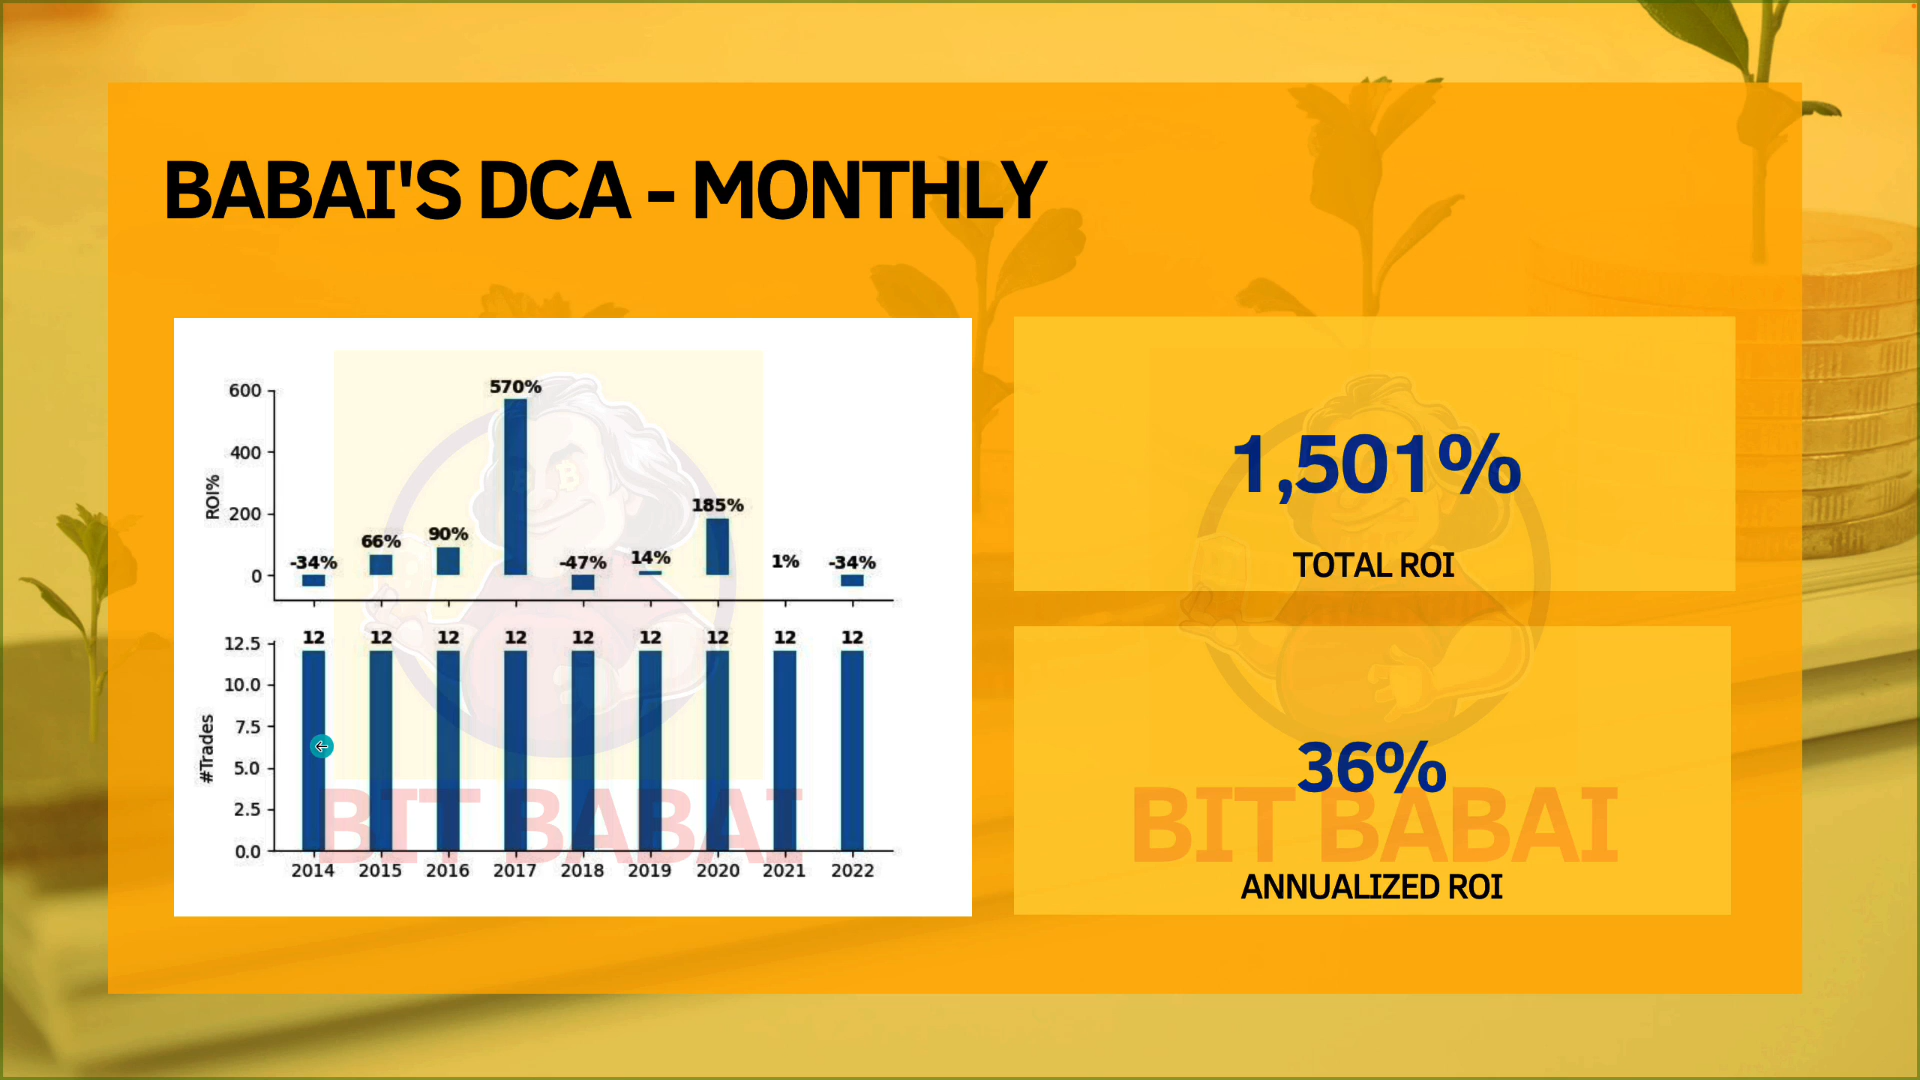 BABAI'S DCA - MONTHLY
ROI%
600
400
200
0
-34%
66%
90%
570%
-47%
14%
185%
1%
-34%
#Trades
12.5
10.0
7.5
5.0
2.5
0.0
12 12 12 12 12 12 12 12 12
2014 2015 2016 2017 2018 2019 2020 2021 2022
BIT BABAI
1,501%
TOTAL ROI
36%
BIT BABAI
ANNUALIZED ROI